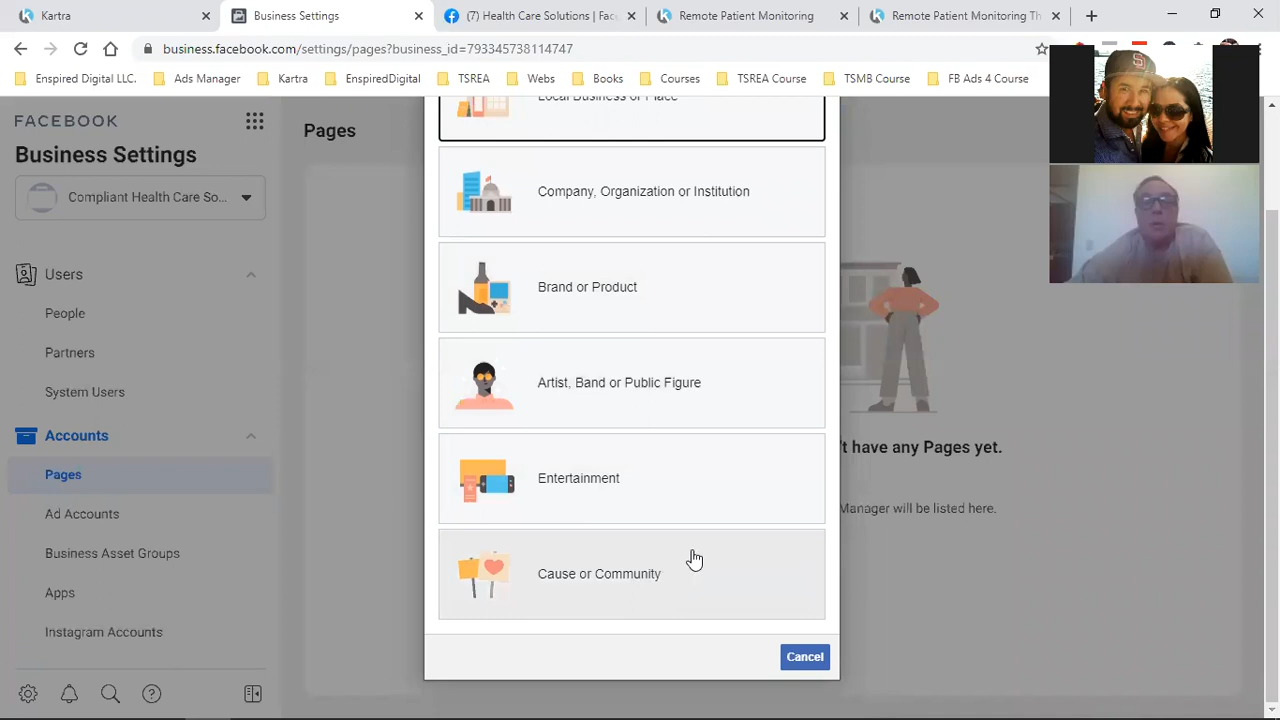 Kartra
Business Settings
(7) Health Care Solutions | Fac
Remote Patient Monitoring
Remote Patient Monitoring Th
business.facebook.com/settings/pages?business_id=793345738114747
Enspired Digital LLC.
Ads Manager
Kartra
EnspiredDigital
TSREA
Webs
Books
Courses
TSREA Course
TSMB Course
FB Ads 4 Course
FACEBOOK
Business Settings
Compliant Health Care So...
Users
People
Partners
System Users
Accounts
Pages
Ad Accounts
Business Asset Groups
Apps
Instagram Accounts
Pages
Local Business or Place
Company, Organization or Institution
Brand or Product
Artist, Band or Public Figure
Entertainment
Cause or Community
Cancel
't have any Pages yet.
Manager will be listed here.
S